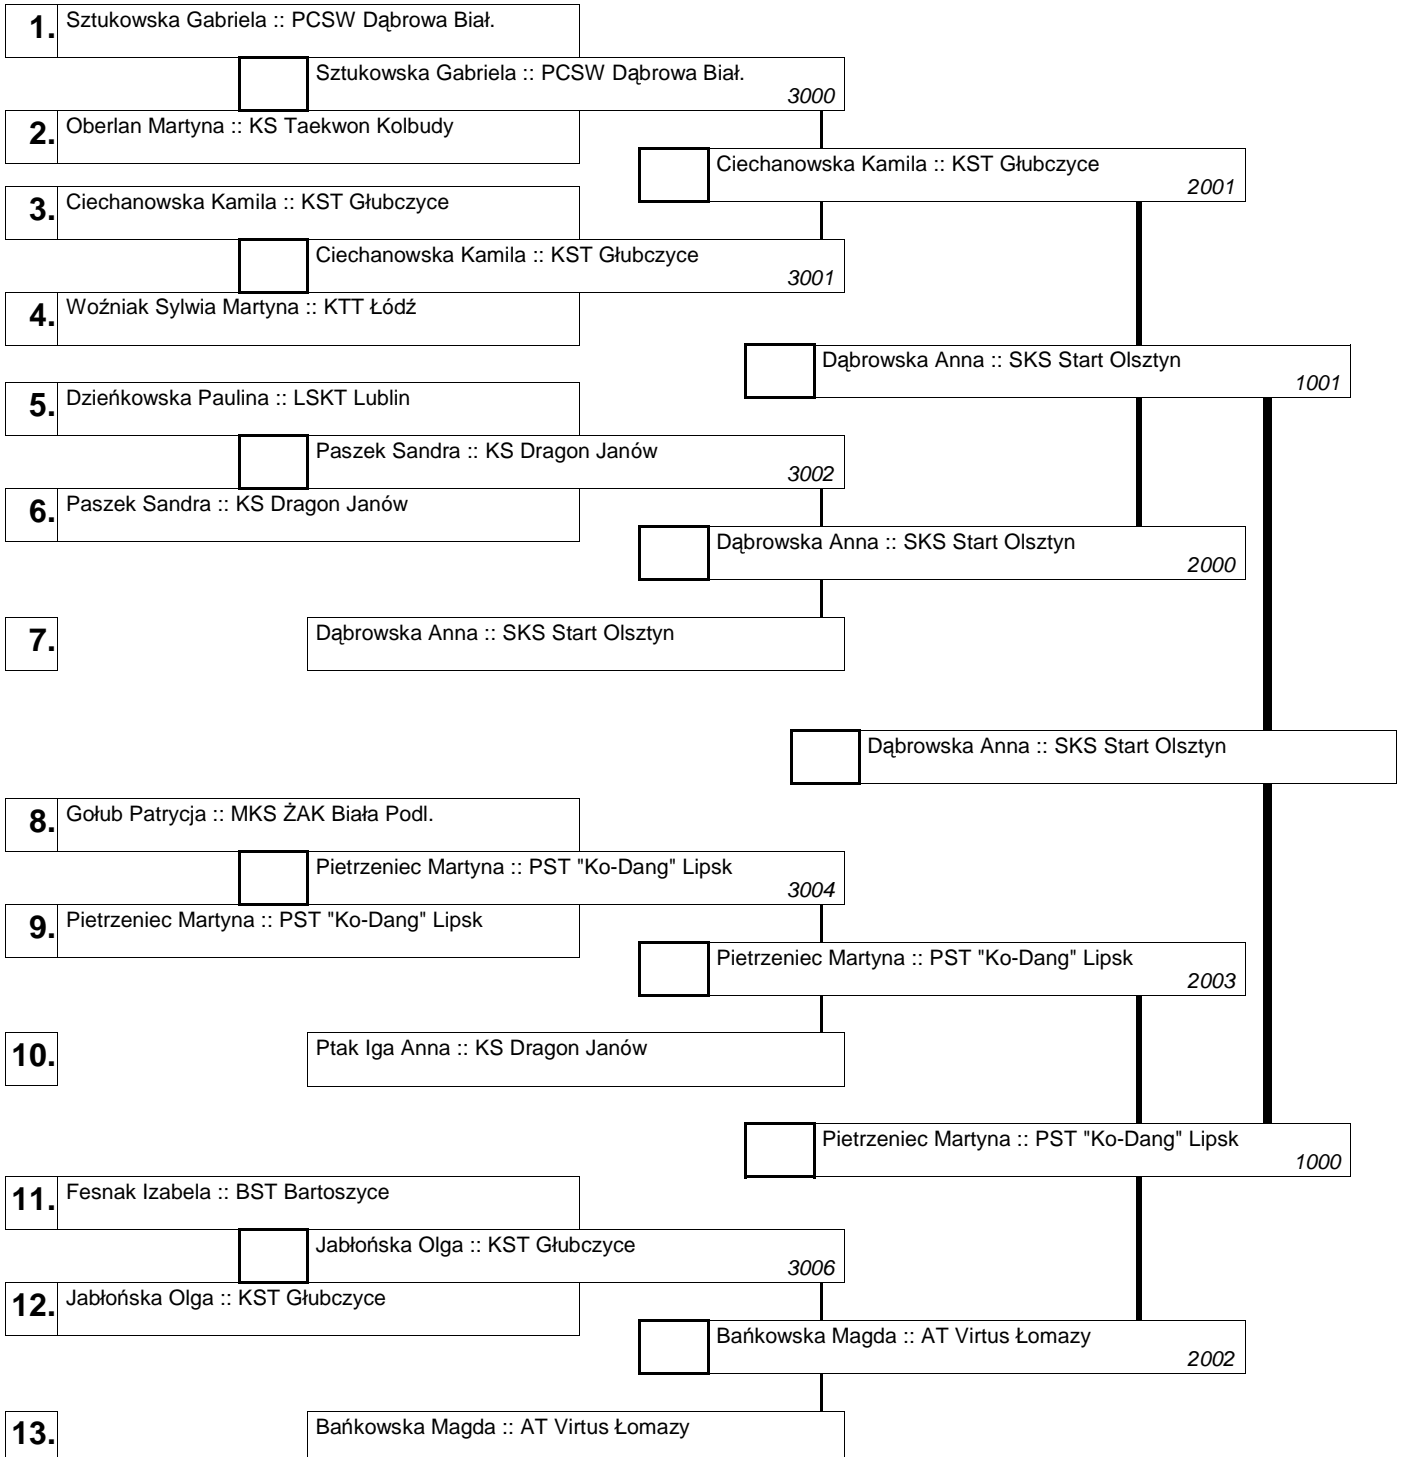 1. Sztukowska Gabriela :: PCSW Dąbrowa Biał.
Sztukowska Gabriela :: PCSW Dąbrowa Biał.
3000
2. Oberlan Martyna :: KS Taekwon Kolbudy
Ciechanowska Kamila :: KST Głubczyce
2001
3. Ciechanowska Kamila :: KST Głubczyce
Ciechanowska Kamila :: KST Głubczyce
3001
4. Woźniak Sylwia Martyna :: KTT Łódź
Dąbrowska Anna :: SKS Start Olsztyn
1001
5. Dzieńkowska Paulina :: LSKT Lublin
Paszek Sandra :: KS Dragon Janów
3002
6. Paszek Sandra :: KS Dragon Janów
Dąbrowska Anna :: SKS Start Olsztyn
2000
7. Dąbrowska Anna :: SKS Start Olsztyn
Dąbrowska Anna :: SKS Start Olsztyn
8. Gołub Patrycja :: MKS ŻAK Biała Podl.
Pietrzeniec Martyna :: PST "Ko-Dang" Lipsk
3004
9. Pietrzeniec Martyna :: PST "Ko-Dang" Lipsk
Pietrzeniec Martyna :: PST "Ko-Dang" Lipsk
2003
10. Ptak Iga Anna :: KS Dragon Janów
Pietrzeniec Martyna :: PST "Ko-Dang" Lipsk
1000
11. Fesnak Izabela :: BST Bartoszyce
Jabłońska Olga :: KST Głubczyce
3006
12. Jabłońska Olga :: KST Głubczyce
Bańkowska Magda :: AT Virtus Łomazy
2002
13. Bańkowska Magda :: AT Virtus Łomazy